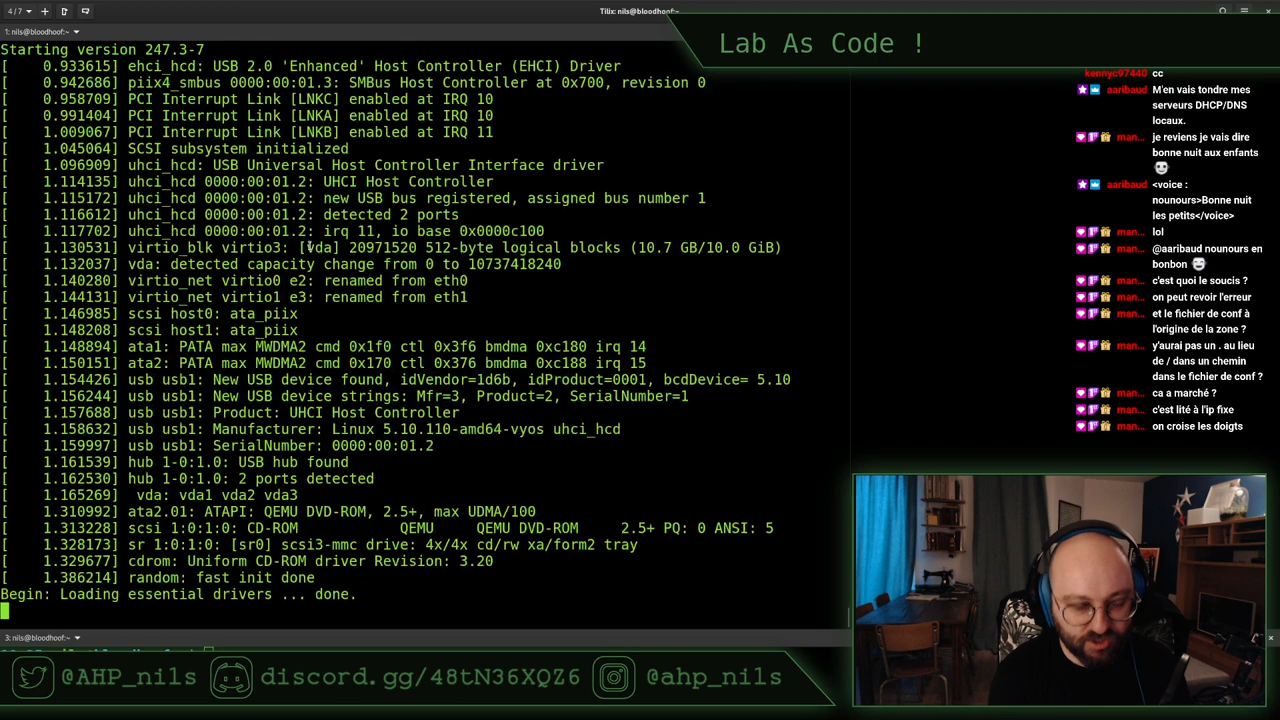 4 / 7
Tilix: nils@bloodhoof:~
1: nils@bloodhoof:~
Lab As Code !
Starting version 247.3-7
[    0.933615] ehci_hcd: USB 2.0 'Enhanced' Host Controller (EHCI) Driver
[    0.942686] piix4_smbus 0000:00:01.3: SMBus Host Controller at 0x700, revision 0
[    0.958709] PCI Interrupt Link [LNKC] enabled at IRQ 10
[    0.991404] PCI Interrupt Link [LNKA] enabled at IRQ 10
[    1.009067] PCI Interrupt Link [LNKB] enabled at IRQ 11
[    1.045064] SCSI subsystem initialized
[    1.096909] uhci_hcd: USB Universal Host Controller Interface driver
[    1.114135] uhci_hcd 0000:00:01.2: UHCI Host Controller
[    1.115172] uhci_hcd 0000:00:01.2: new USB bus registered, assigned bus number 1
[    1.116612] uhci_hcd 0000:00:01.2: detected 2 ports
[    1.117702] uhci_hcd 0000:00:01.2: irq 11, io base 0x0000c100
[    1.130531] virtio_blk virtio3: [vda] 20971520 512-byte logical blocks (10.7 GB/10.0 GiB)
[    1.132037] vda: detected capacity change from 0 to 10737418240
[    1.140280] virtio_net virtio0 e2: renamed from eth0
[    1.144131] virtio_net virtio1 e3: renamed from eth1
[    1.146985] scsi host0: ata_piix
[    1.148208] scsi host1: ata_piix
[    1.148894] ata1: PATA max MWDMA2 cmd 0x1f0 ctl 0x3f6 bmdma 0xc180 irq 14
[    1.150151] ata2: PATA max MWDMA2 cmd 0x170 ctl 0x376 bmdma 0xc188 irq 15
[    1.154426] usb usb1: New USB device found, idVendor=1d6b, idProduct=0001, bcdDevice= 5.10
[    1.156244] usb usb1: New USB device strings: Mfr=3, Product=2, SerialNumber=1
[    1.157688] usb usb1: Product: UHCI Host Controller
[    1.158632] usb usb1: Manufacturer: Linux 5.10.110-amd64-vyos uhci_hcd
[    1.159997] usb usb1: SerialNumber: 0000:00:01.2
[    1.161539] hub 1-0:1.0: USB hub found
[    1.162530] hub 1-0:1.0: 2 ports detected
[    1.165269]  vda: vda1 vda2 vda3
[    1.310992] ata2.01: ATAPI: QEMU DVD-ROM, 2.5+, max UDMA/100
[    1.313228] scsi 1:0:1:0: CD-ROM            QEMU     QEMU DVD-ROM     2.5+ PQ: 0 ANSI: 5
[    1.328173] sr 1:0:1:0: [sr0] scsi3-mmc drive: 4x/4x cd/rw xa/form2 tray
[    1.329677] cdrom: Uniform CD-ROM driver Revision: 3.20
[    1.386214] random: fast init done
Begin: Loading essential drivers ... done.
3: nils@bloodhoof:~
kennyc97440 cc
aaribaud M'en vais tondre mes
serveurs DHCP/DNS
locaux.
man... je reviens je vais dire
bonne nuit aux enfants
aaribaud <voice :
nounours>Bonne nuit
les petits</voice>
man... lol
man... @aaribaud nounours en
bonbon
man... c'est quoi le soucis ?
man... on peut revoir l'erreur
man... et le fichier de conf à
l'origine de la zone ?
man... y'aurai pas un . au lieu
de / dans un chemin
dans le fichier de conf ?
man... ca a marché ?
man... c'est lité à l'ip fixe
man... on croise les doigts
@AHP_nils
discord.gg/48tN36XQZ6
@ahp_nils